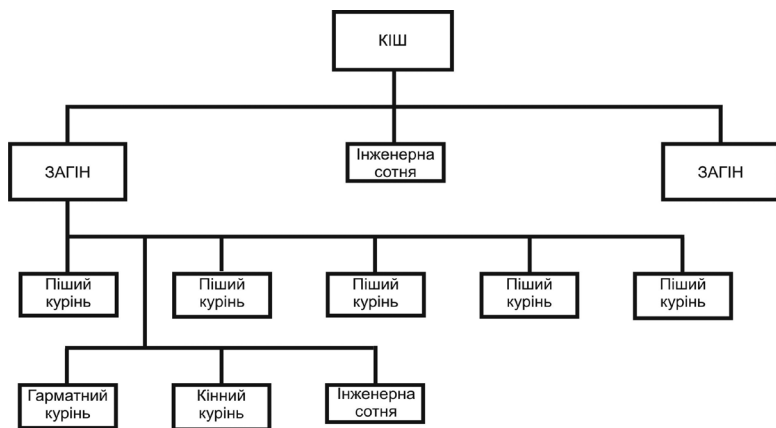 КІШ
ЗАГІН
Інженерна
сотня
ЗАГІН
Піший
курінь
Піший
курінь
Піший
курінь
Піший
курінь
Піший
курінь
Гарматний
курінь
Кінний
курінь
Інженерна
сотня